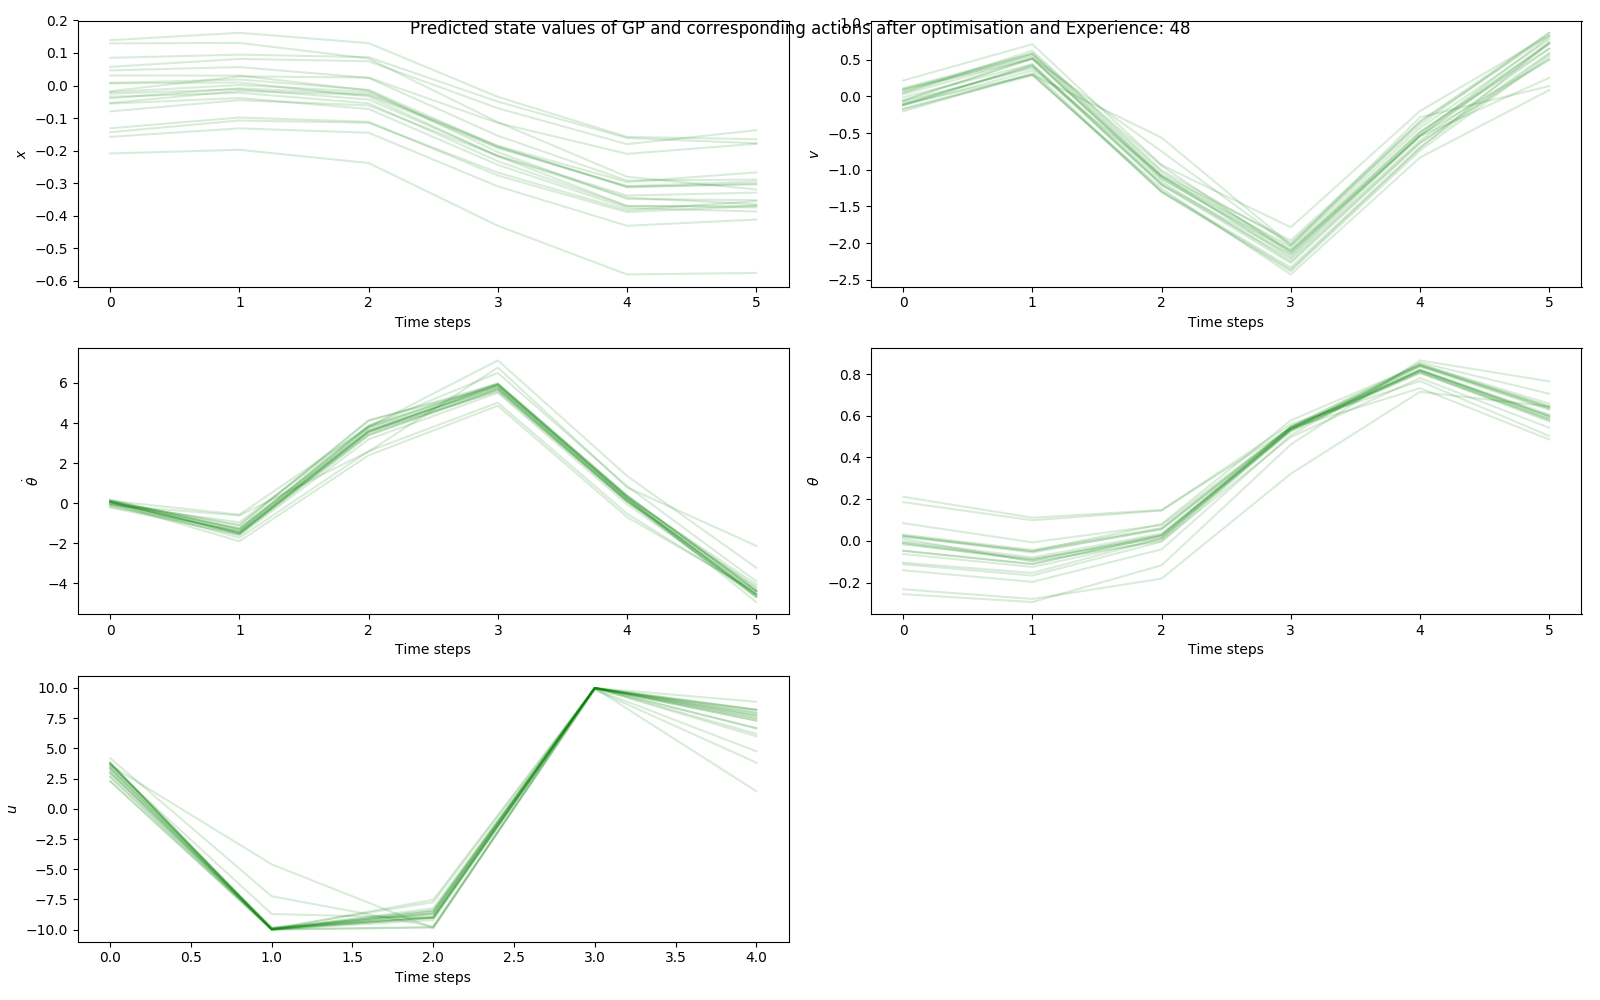 Predicted state values of GP and corresponding actions after optimisation and Experience: 48
0.2
0.1
0.0
−0.1
−0.2
−0.3
−0.4
−0.5
−0.6
x
0 1 2 3 4 5
Time steps
1.0
0.5
0.0
−0.5
−1.0
−1.5
−2.0
−2.5
v
0 1 2 3 4 5
Time steps
6
4
2
0
−2
−4
θ̇
0 1 2 3 4 5
Time steps
0.8
0.6
0.4
0.2
0.0
−0.2
θ
0 1 2 3 4 5
Time steps
10.0
7.5
5.0
2.5
0.0
−2.5
−5.0
−7.5
−10.0
u
0.0 0.5 1.0 1.5 2.0 2.5 3.0 3.5 4.0
Time steps